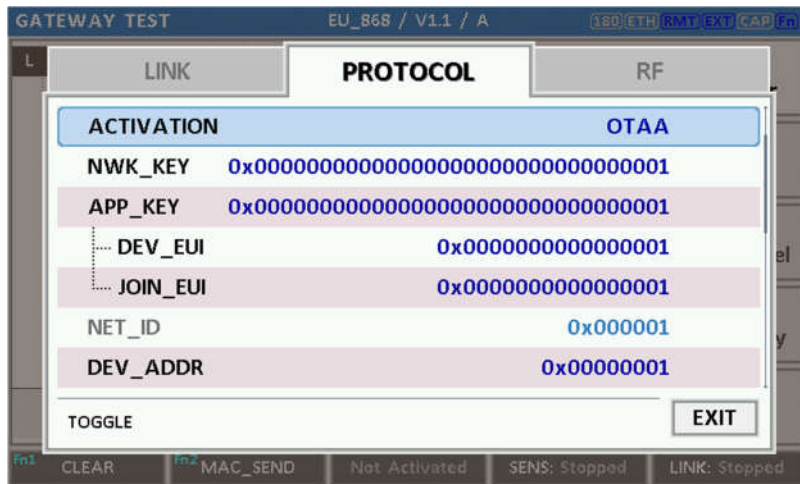 GATEWAY TEST EU_868 / V1.1 / A 180 ETH RMT EXT CAP Fn
L
LINK PROTOCOL RF
ACTIVATION OTAA
NWK_KEY 0x00000000000000000000000000000001
APP_KEY 0x00000000000000000000000000000001
DEV_EUI 0x0000000000000001
JOIN_EUI 0x0000000000000001
NET_ID 0x000001
DEV_ADDR 0x00000001
TOGGLE EXIT
Fn1 CLEAR Fn2 MAC_SEND Not Activated SENS: Stopped LINK: Stopped